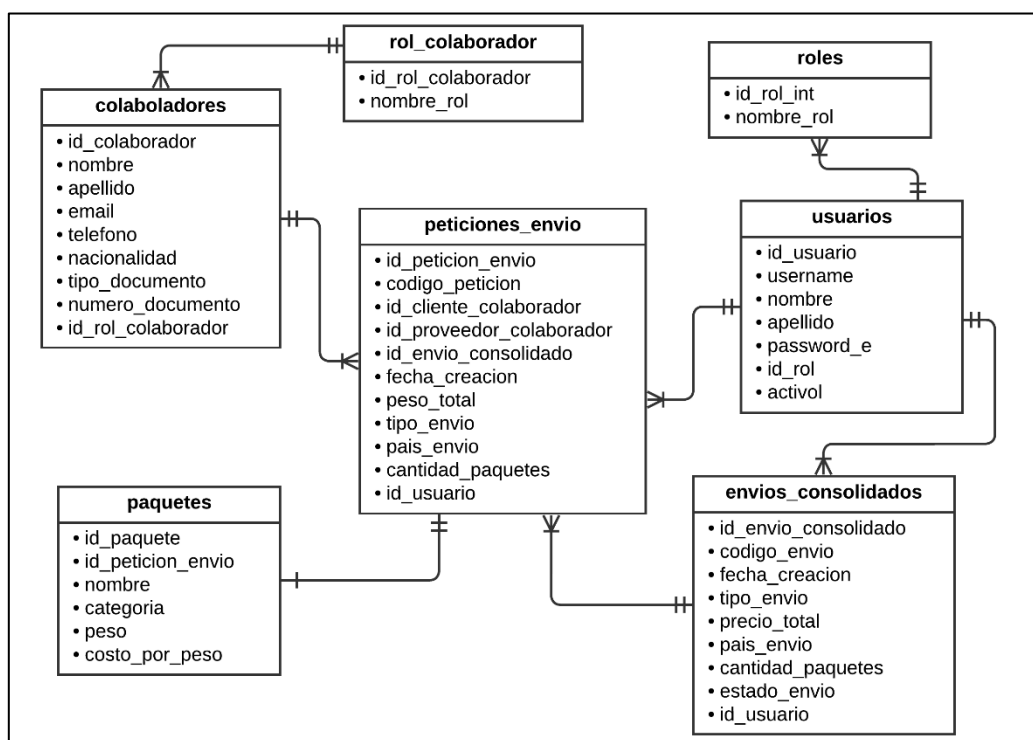 rol_colaborador
• id_rol_colaborador
• nombre_rol
roles
• id_rol_int
• nombre_rol
colaboladores
• id_colaborador
• nombre
• apellido
• email
• telefono
• nacionalidad
• tipo_documento
• numero_documento
• id_rol_colaborador
peticiones_envio
• id_peticion_envio
• codigo_peticion
• id_cliente_colaborador
• id_proveedor_colaborador
• id_envio_consolidado
• fecha_creacion
• peso_total
• tipo_envio
• pais_envio
• cantidad_paquetes
• id_usuario
usuarios
• id_usuario
• username
• nombre
• apellido
• password_e
• id_rol
• activol
paquetes
• id_paquete
• id_peticion_envio
• nombre
• categoria
• peso
• costo_por_peso
envios_consolidados
• id_envio_consolidado
• codigo_envio
• fecha_creacion
• tipo_envio
• precio_total
• pais_envio
• cantidad_paquetes
• estado_envio
• id_usuario